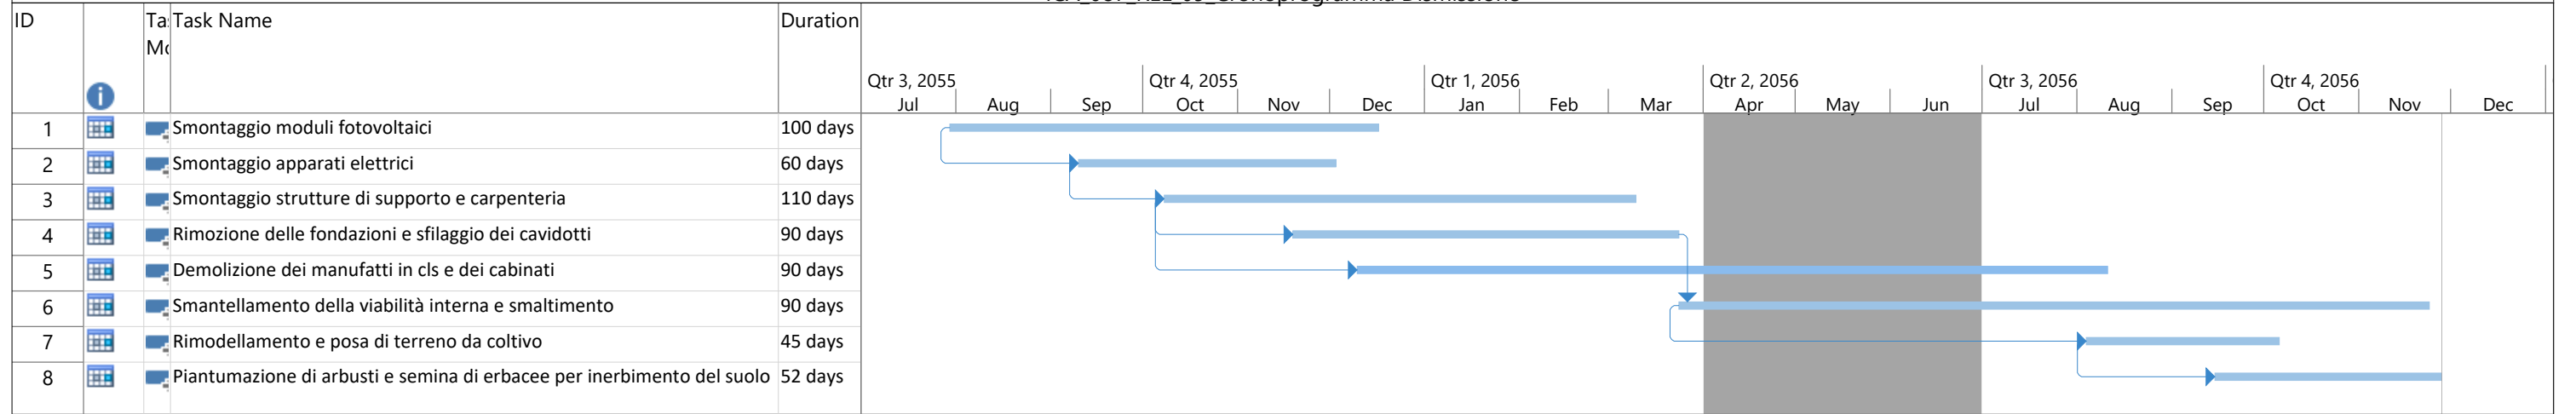 ID Ta Task Name Duration
Mo
Qtr 3, 2055 Qtr 4, 2055 Qtr 1, 2056 Qtr 2, 2056 Qtr 3, 2056 Qtr 4, 2056
Jul Aug Sep Oct Nov Dec Jan Feb Mar Apr May Jun Jul Aug Sep Oct Nov Dec
1 Smontaggio moduli fotovoltaici 100 days
2 Smontaggio apparati elettrici 60 days
3 Smontaggio strutture di supporto e carpenteria 110 days
4 Rimozione delle fondazioni e sfilaggio dei cavidotti 90 days
5 Demolizione dei manufatti in cls e dei cabinati 90 days
6 Smantellamento della viabilità interna e smaltimento 90 days
7 Rimodellamento e posa di terreno da coltivo 45 days
8 Piantumazione di arbusti e semina di erbacee per inerbimento del suolo 52 days